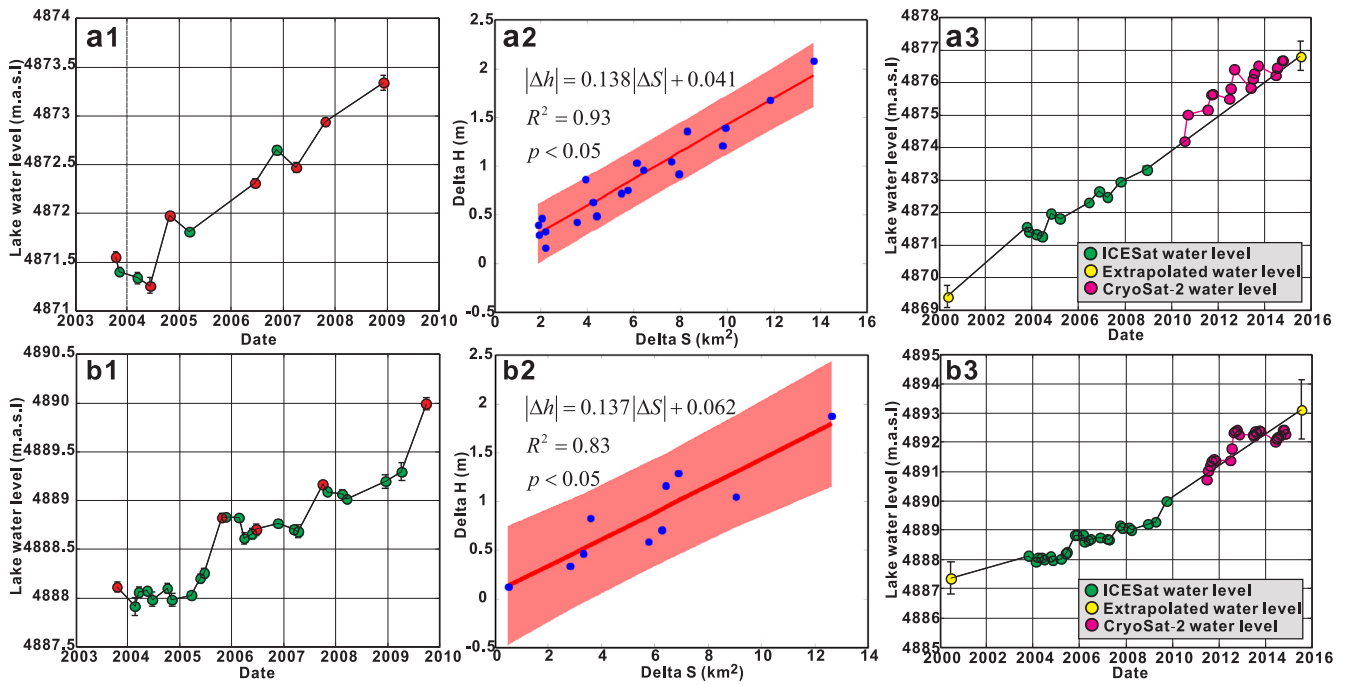 a1
Lake water level (m.a.s.l)
4874
4873.5
4873
4872.5
4872
4871.5
4871
2003 2004 2005 2006 2007 2008 2009 2010
Date
a2
|Δh| = 0.138|ΔS| + 0.041
R² = 0.93
p < 0.05
Delta H (m)
2.5
2
1.5
1
0.5
0
-0.5
0 2 4 6 8 10 12 14 16
Delta S (km²)
a3
Lake water level (m.a.s.l)
4878
4877
4876
4875
4874
4873
4872
4871
4870
4869
ICESat water level
Extrapolated water level
CryoSat-2 water level
2000 2002 2004 2006 2008 2010 2012 2014 2016
Date
b1
Lake water level (m.a.s.l)
4890.5
4890
4889.5
4889
4888.5
4888
4887.5
2003 2004 2005 2006 2007 2008 2009 2010
Date
b2
|Δh| = 0.137|ΔS| + 0.062
R² = 0.83
p < 0.05
Delta H (m)
2.5
2
1.5
1
0.5
0
-0.5
0 2 4 6 8 10 12 14
Delta S (km²)
b3
Lake water level (m.a.s.l)
4895
4894
4893
4892
4891
4890
4889
4888
4887
4886
4885
ICESat water level
Extrapolated water level
CryoSat-2 water level
2000 2002 2004 2006 2008 2010 2012 2014 2016
Date